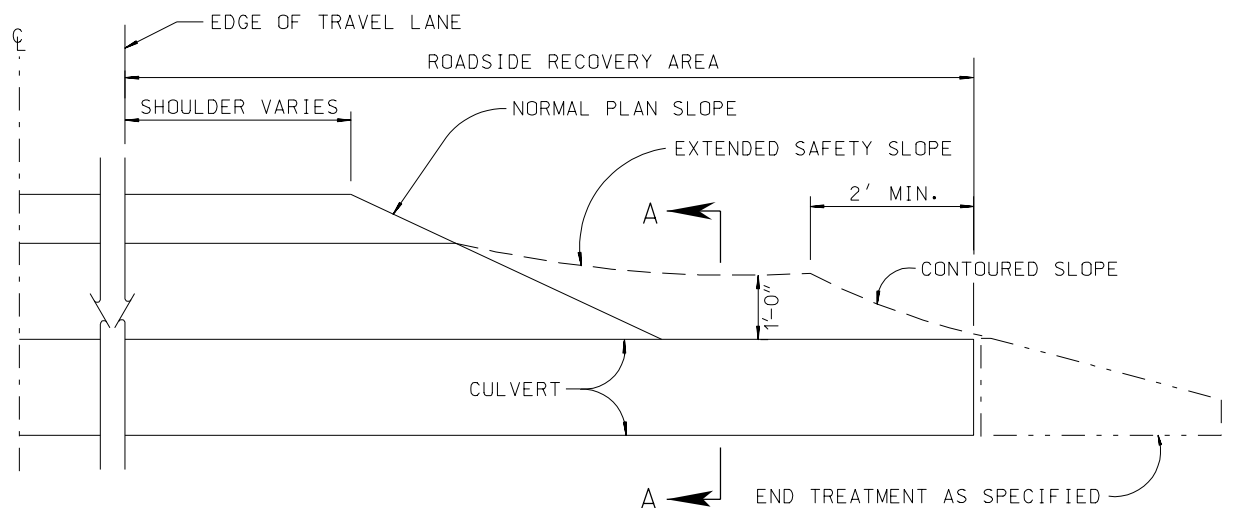 EDGE OF TRAVEL LANE
℄
ROADSIDE RECOVERY AREA
SHOULDER VARIES
NORMAL PLAN SLOPE
EXTENDED SAFETY SLOPE
2' MIN.
A
CONTOURED SLOPE
1'-0"
CULVERT
A
END TREATMENT AS SPECIFIED